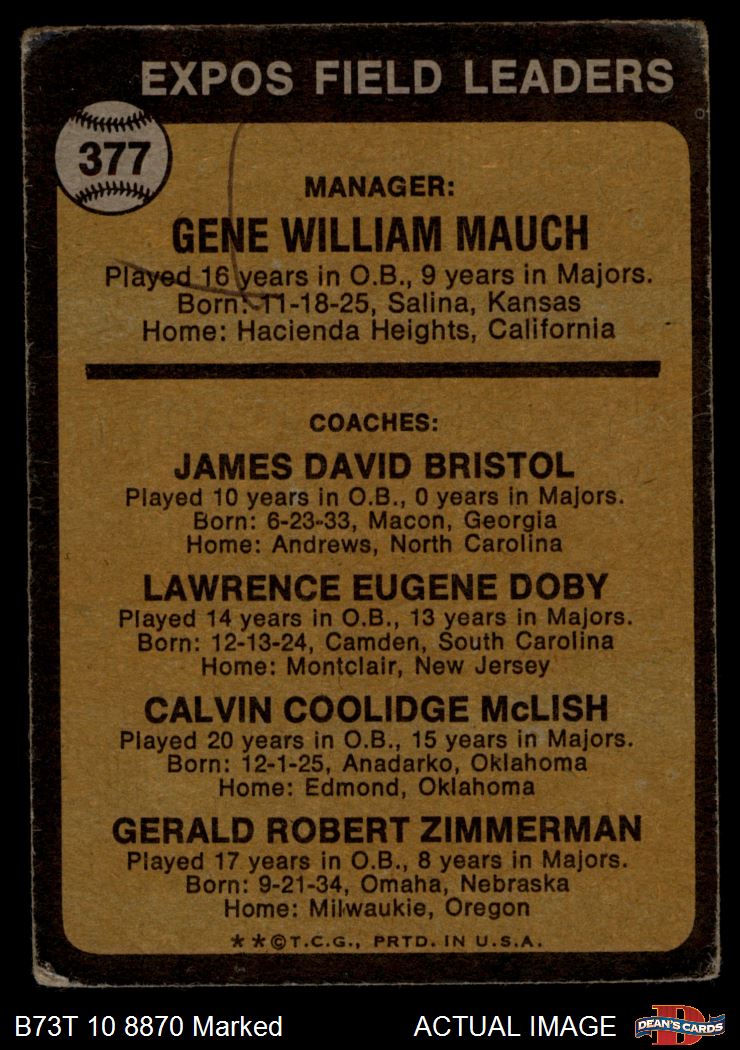 EXPOS FIELD LEADERS
377
MANAGER:
GENE WILLIAM MAUCH
Played 16 years in O.B., 9 years in Majors.
Born: 11-18-25, Salina, Kansas
Home: Hacienda Heights, California
COACHES:
JAMES DAVID BRISTOL
Played 10 years in O.B., 0 years in Majors.
Born: 6-23-33, Macon, Georgia
Home: Andrews, North Carolina
LAWRENCE EUGENE DOBY
Played 14 years in O.B., 13 years in Majors.
Born: 12-13-24, Camden, South Carolina
Home: Montclair, New Jersey
CALVIN COOLIDGE McLISH
Played 20 years in O.B., 15 years in Majors.
Born: 12-1-25, Anadarko, Oklahoma
Home: Edmond, Oklahoma
GERALD ROBERT ZIMMERMAN
Played 17 years in O.B., 8 years in Majors.
Born: 9-21-34, Omaha, Nebraska
Home: Milwaukie, Oregon
**©T.C.G., PRTD. IN U.S.A.
B73T 10 8870 Marked
ACTUAL IMAGE
D
DEAN'S CARDS